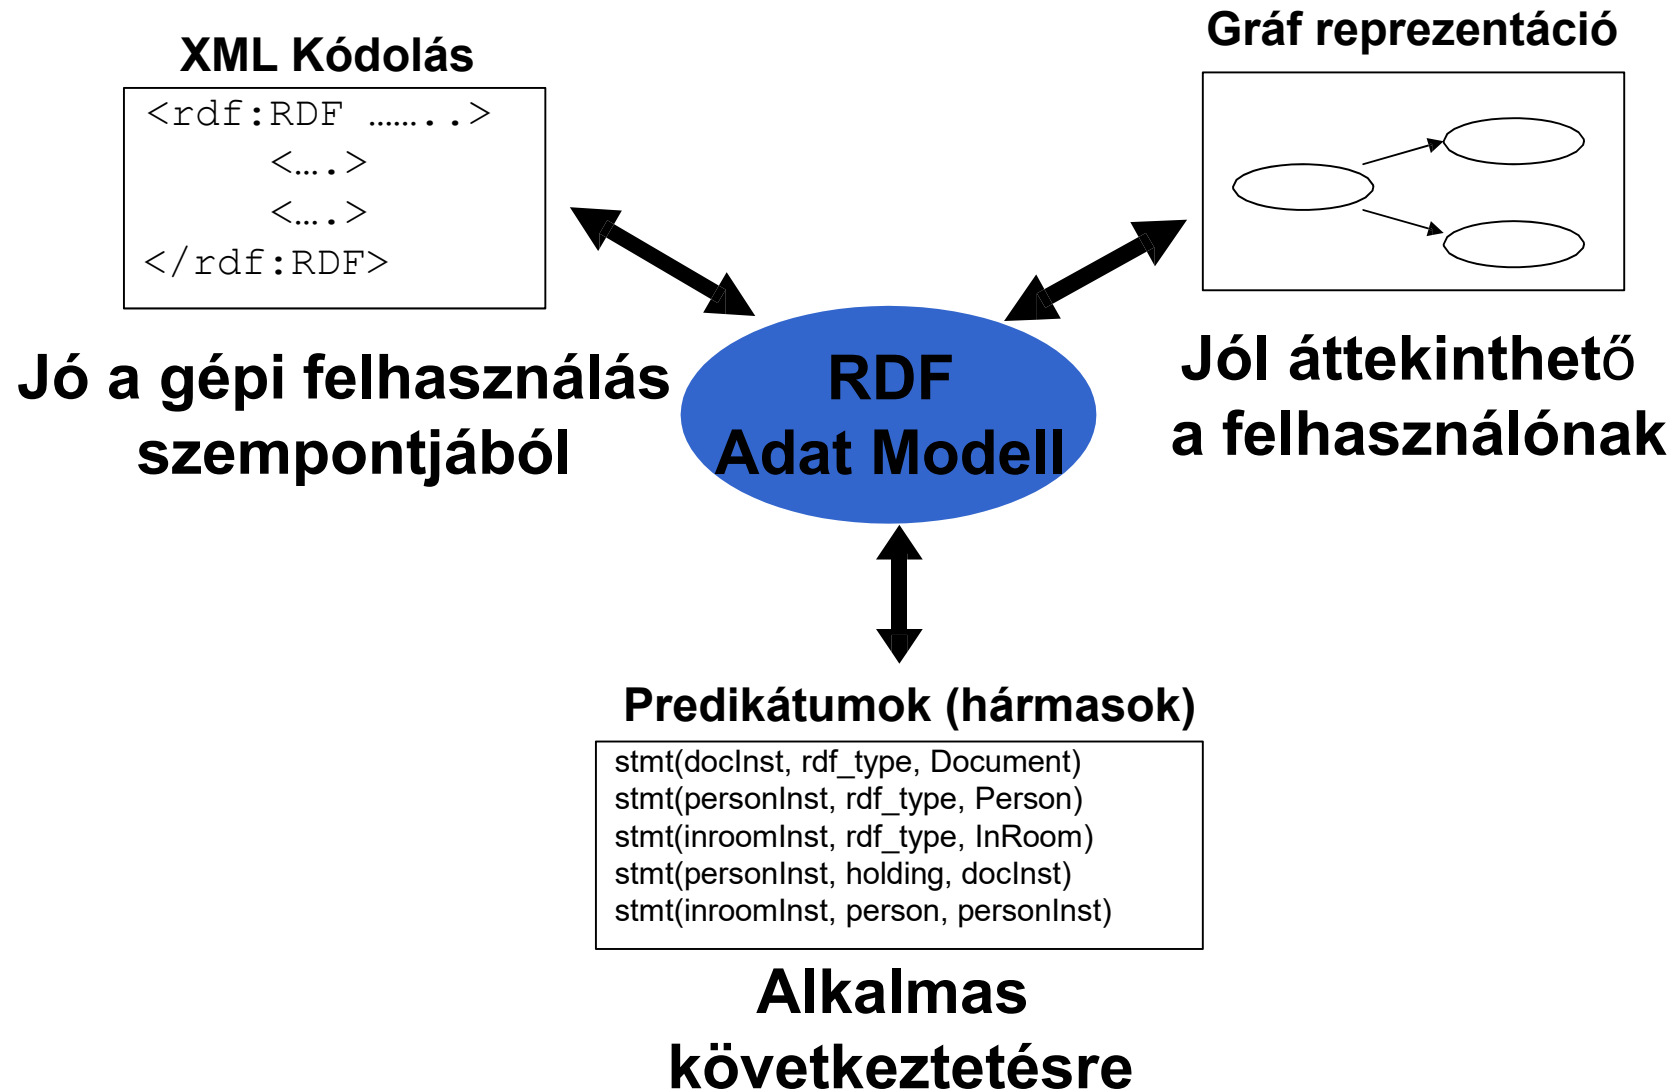 XML Kódolás
<rdf:RDF ……..>
<….>
<….>
</rdf:RDF>
Jó a gépi felhasználás
szempontjából
Gráf reprezentáció
Jól áttekinthető
a felhasználónak
RDF
Adat Modell
Predikátumok (hármasok)
stmt(docInst, rdf_type, Document)
stmt(personInst, rdf_type, Person)
stmt(inroomInst, rdf_type, InRoom)
stmt(personInst, holding, docInst)
stmt(inroomInst, person, personInst)
Alkalmas
következtetésre